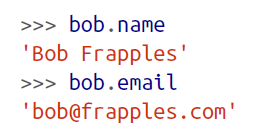 >>> bob.name
'Bob Frapples'
>>> bob.email
'bob@frapples.com'